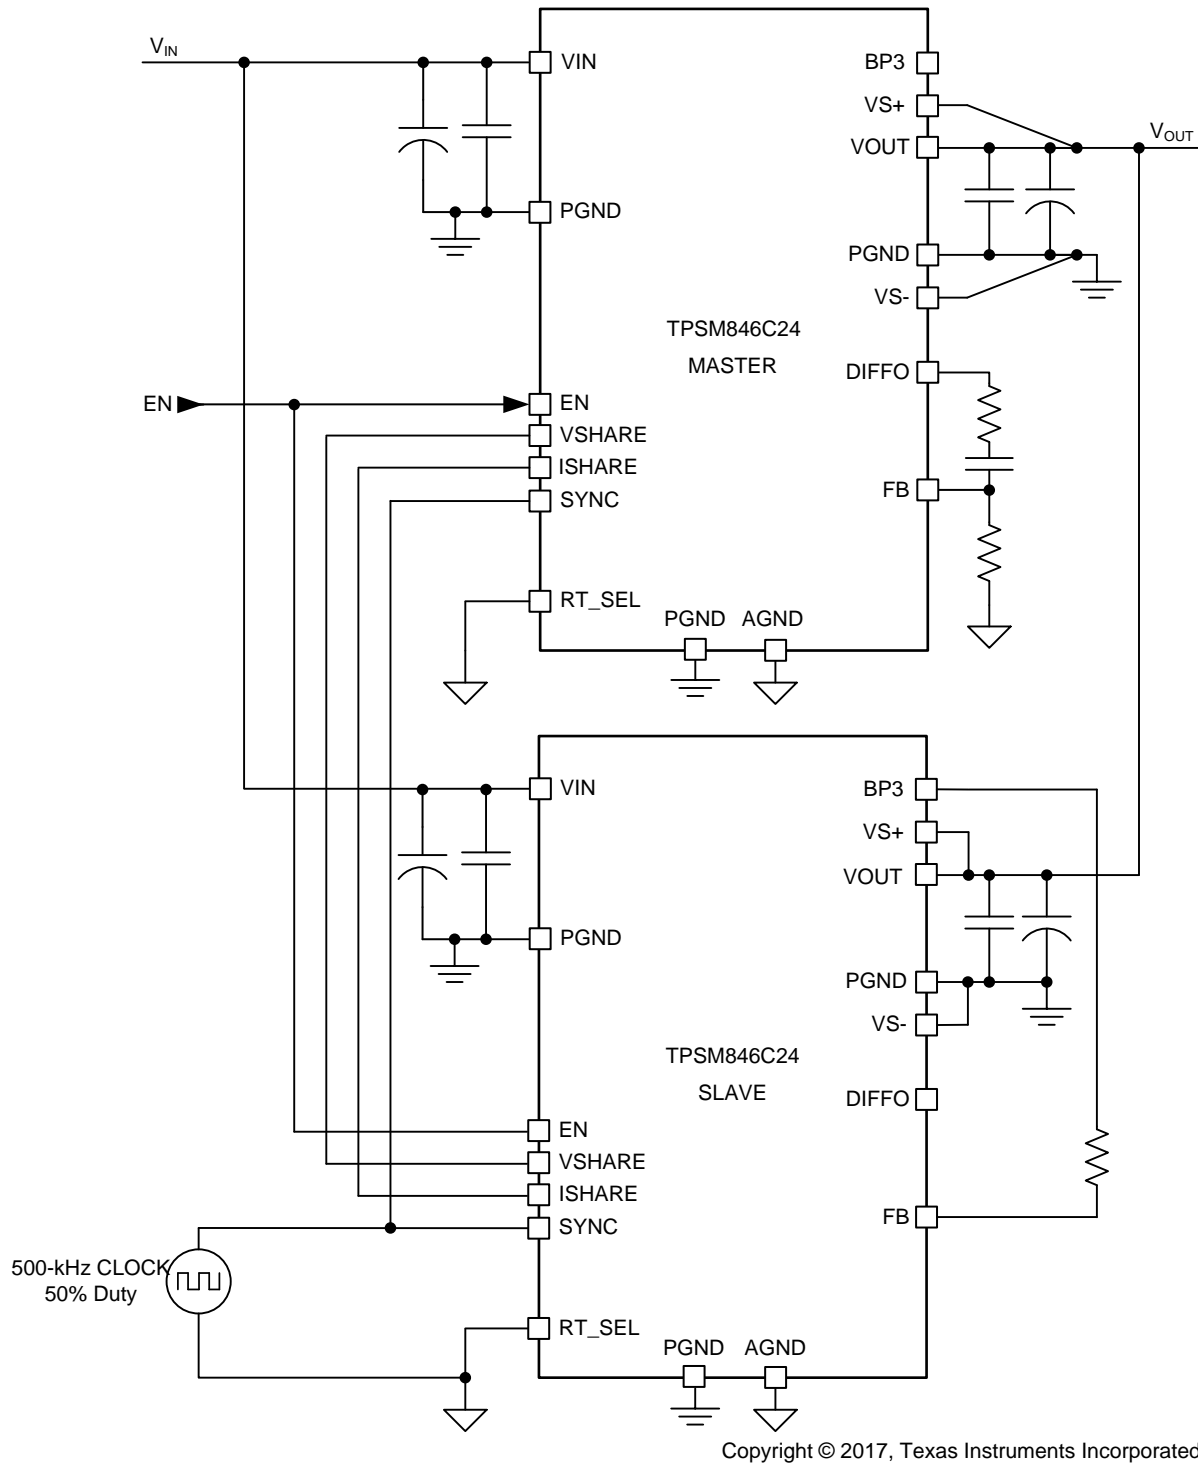 VIN
VIN
BP3
VS+
VOUT
VOUT
PGND
PGND
VS-
TPSM846C24
MASTER
DIFFO
EN
EN
VSHARE
ISHARE
FB
SYNC
RT_SEL
PGND
AGND
VIN
BP3
VS+
VOUT
PGND
PGND
VS-
TPSM846C24
SLAVE
DIFFO
EN
VSHARE
ISHARE
FB
SYNC
500-kHz CLOCK
50% Duty
RT_SEL
PGND
AGND
Copyright © 2017, Texas Instruments Incorporated